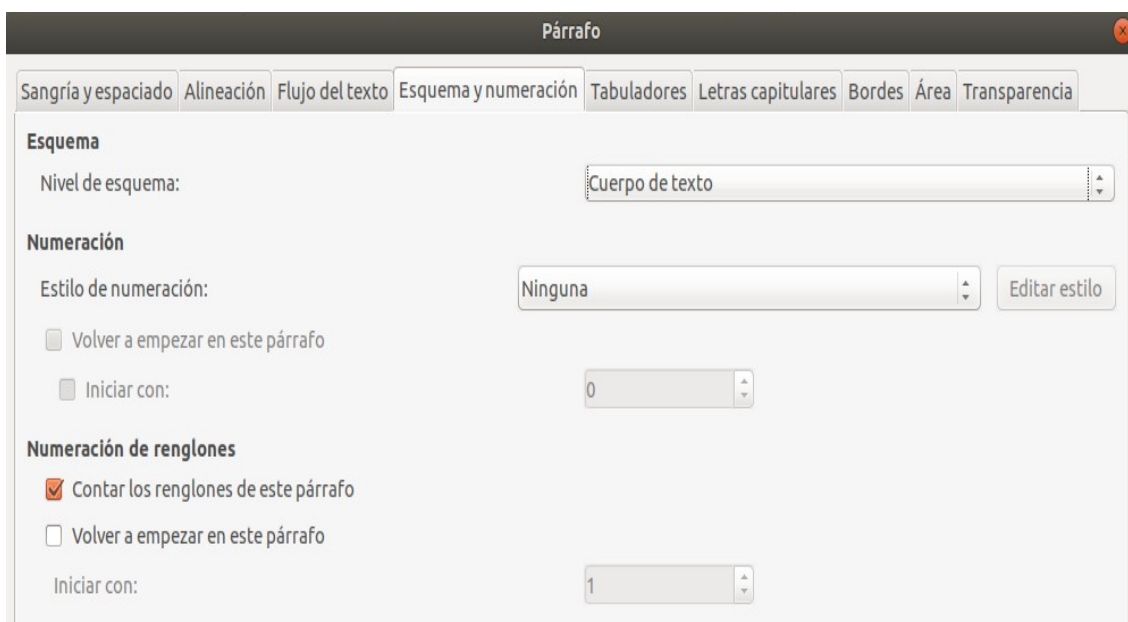 Párrafo
Sangría y espaciado Alineación Flujo del texto Esquema y numeración Tabuladores Letras capitulares Bordes Área Transparencia
Esquema
Nivel de esquema: Cuerpo de texto
Numeración
Estilo de numeración: Ninguna Editar estilo
Volver a empezar en este párrafo
Iniciar con: 0
Numeración de renglones
Contar los renglones de este párrafo
Volver a empezar en este párrafo
Iniciar con: 1